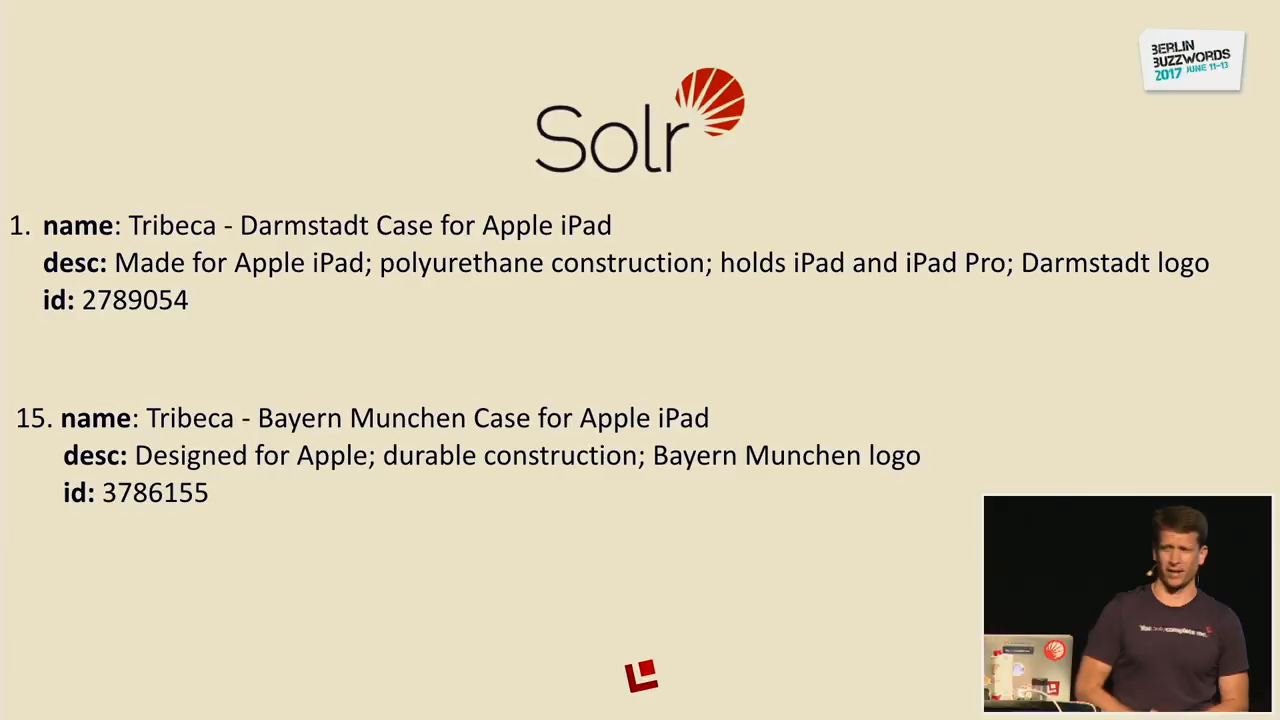 BERLIN
BUZZWORDS
2017 JUNE 11-13
Solr
1. name: Tribeca - Darmstadt Case for Apple iPad
desc: Made for Apple iPad; polyurethane construction; holds iPad and iPad Pro; Darmstadt logo
id: 2789054
15. name: Tribeca - Bayern Munchen Case for Apple iPad
desc: Designed for Apple; durable construction; Bayern Munchen logo
id: 3786155
complete me.